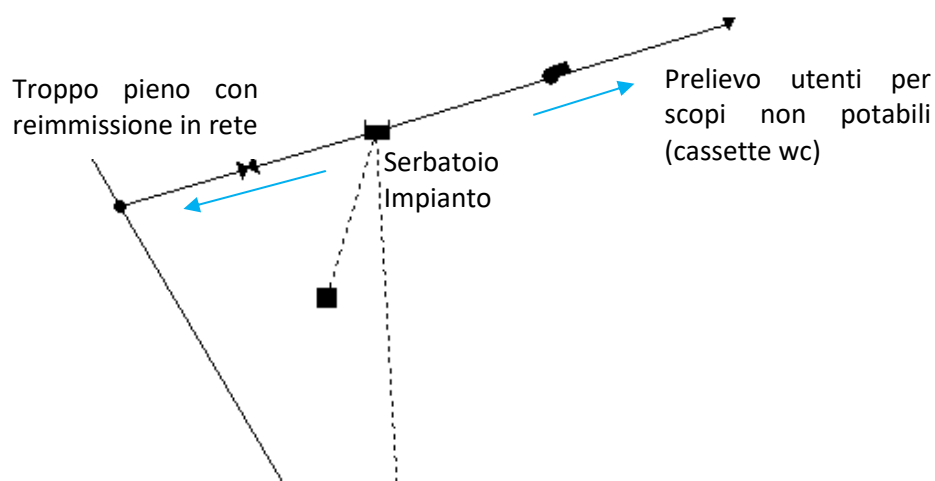 Troppo pieno con
reimmissione in rete
Serbatoio
Impianto
Prelievo utenti per
scopi non potabili
(cassette wc)